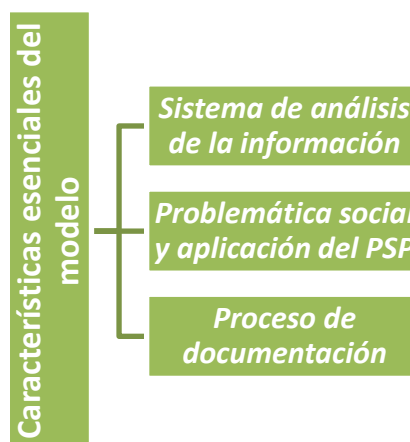 Características esenciales del
modelo
Sistema de análisis
de la información
Problemática social
y aplicación del PSP
Proceso de
documentación